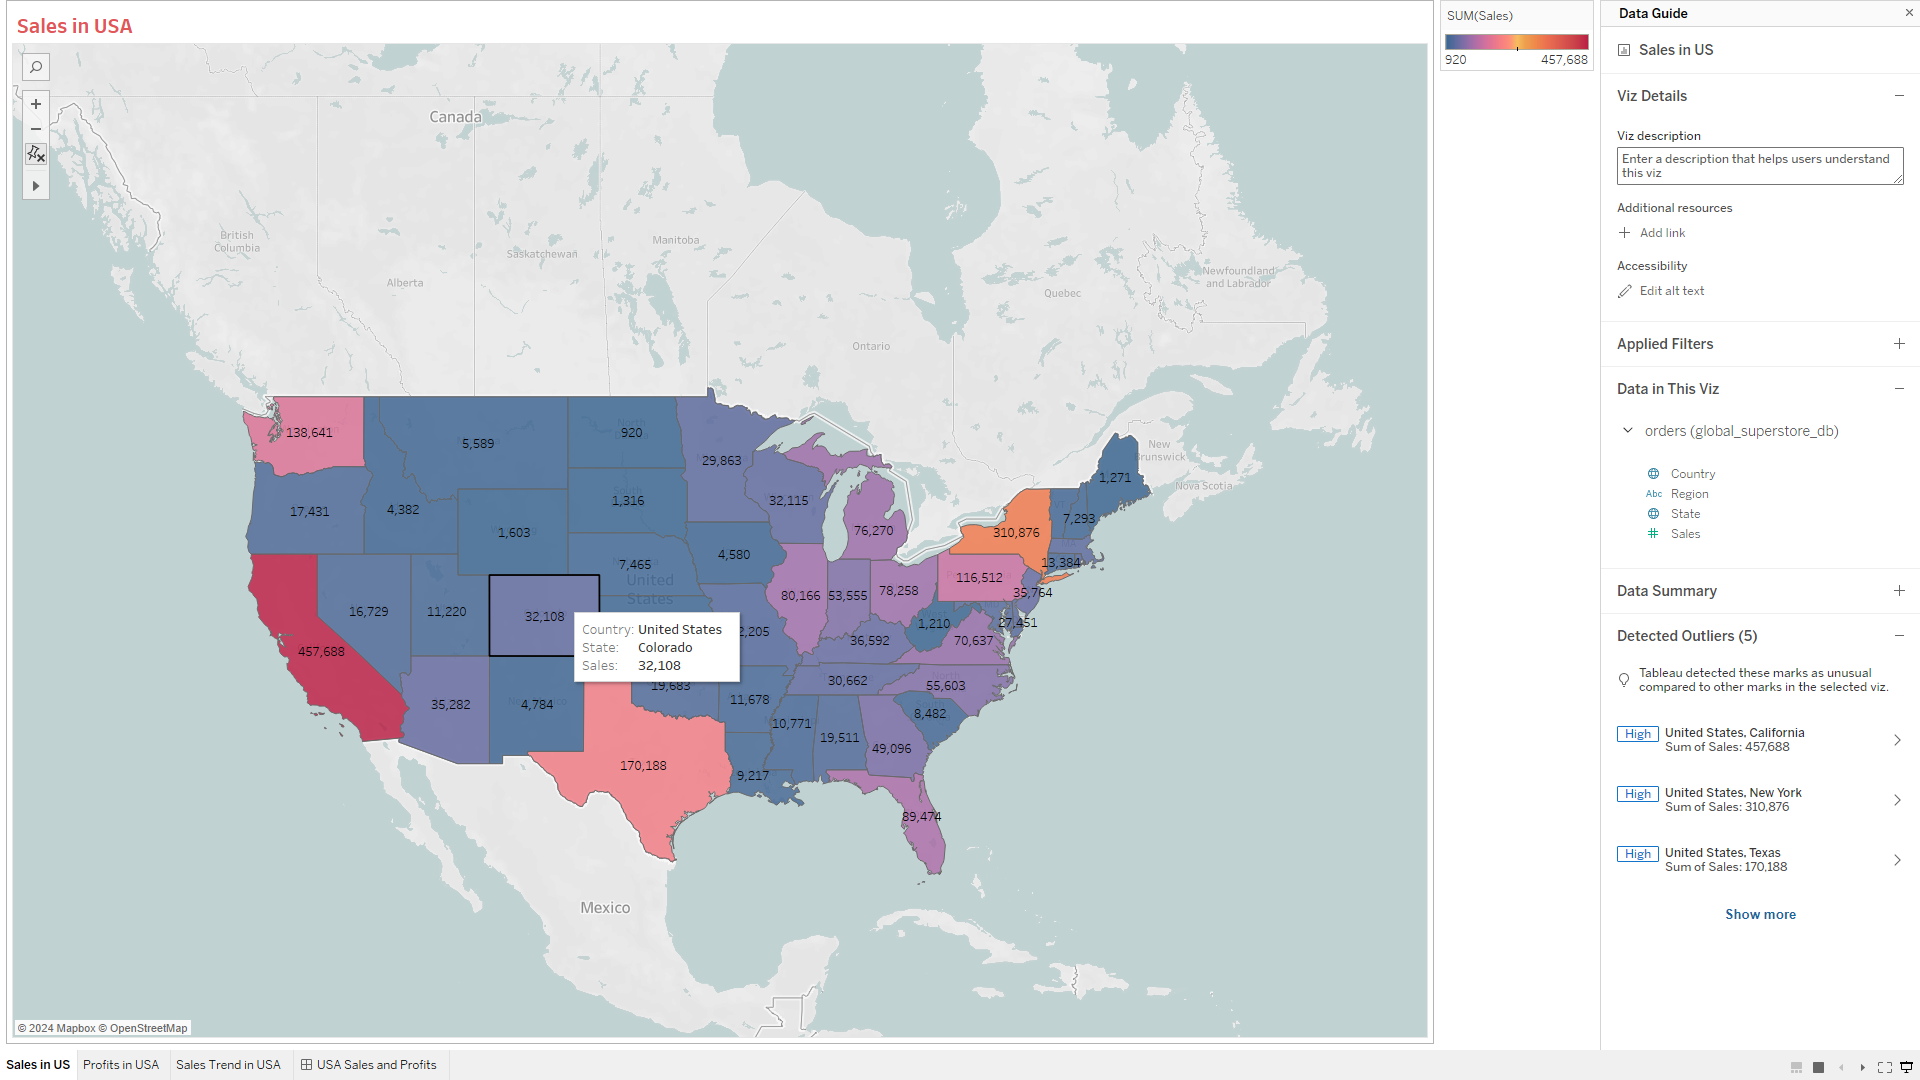 Sales in USA
Canada
British
Columbia
Alberta
Saskatchewan
Manitoba
Ontario
Quebec
Newfoundland
and Labrador
New
Brunswick
Nova Scotia
138,641
5,589
920
29,863
1,271
17,431
4,382
1,603
1,316
32,115
76,270
310,876
7,293
7,465
4,580
13,384
United
States
116,512
35,764
16,729
11,220
32,108
80,166
53,555
78,258
1,210
27,451
2,205
36,592
70,637
457,688
Country: United States
State: Colorado
Sales: 32,108
35,282
4,784
19,683
11,678
30,662
55,603
10,771
19,511
8,482
49,096
170,188
9,217
89,474
Mexico
© 2024 Mapbox © OpenStreetMap
SUM(Sales)
920 457,688
Data Guide
Sales in US
Viz Details
Viz description
Enter a description that helps users understand
this viz
Additional resources
Add link
Accessibility
Edit alt text
Applied Filters
Data in This Viz
orders (global_superstore_db)
Country
Abc Region
State
Sales
Data Summary
Detected Outliers (5)
Tableau detected these marks as unusual
compared to other marks in the selected viz.
High United States, California
Sum of Sales: 457,688
High United States, New York
Sum of Sales: 310,876
High United States, Texas
Sum of Sales: 170,188
Show more
Sales in US Profits in USA Sales Trend in USA USA Sales and Profits